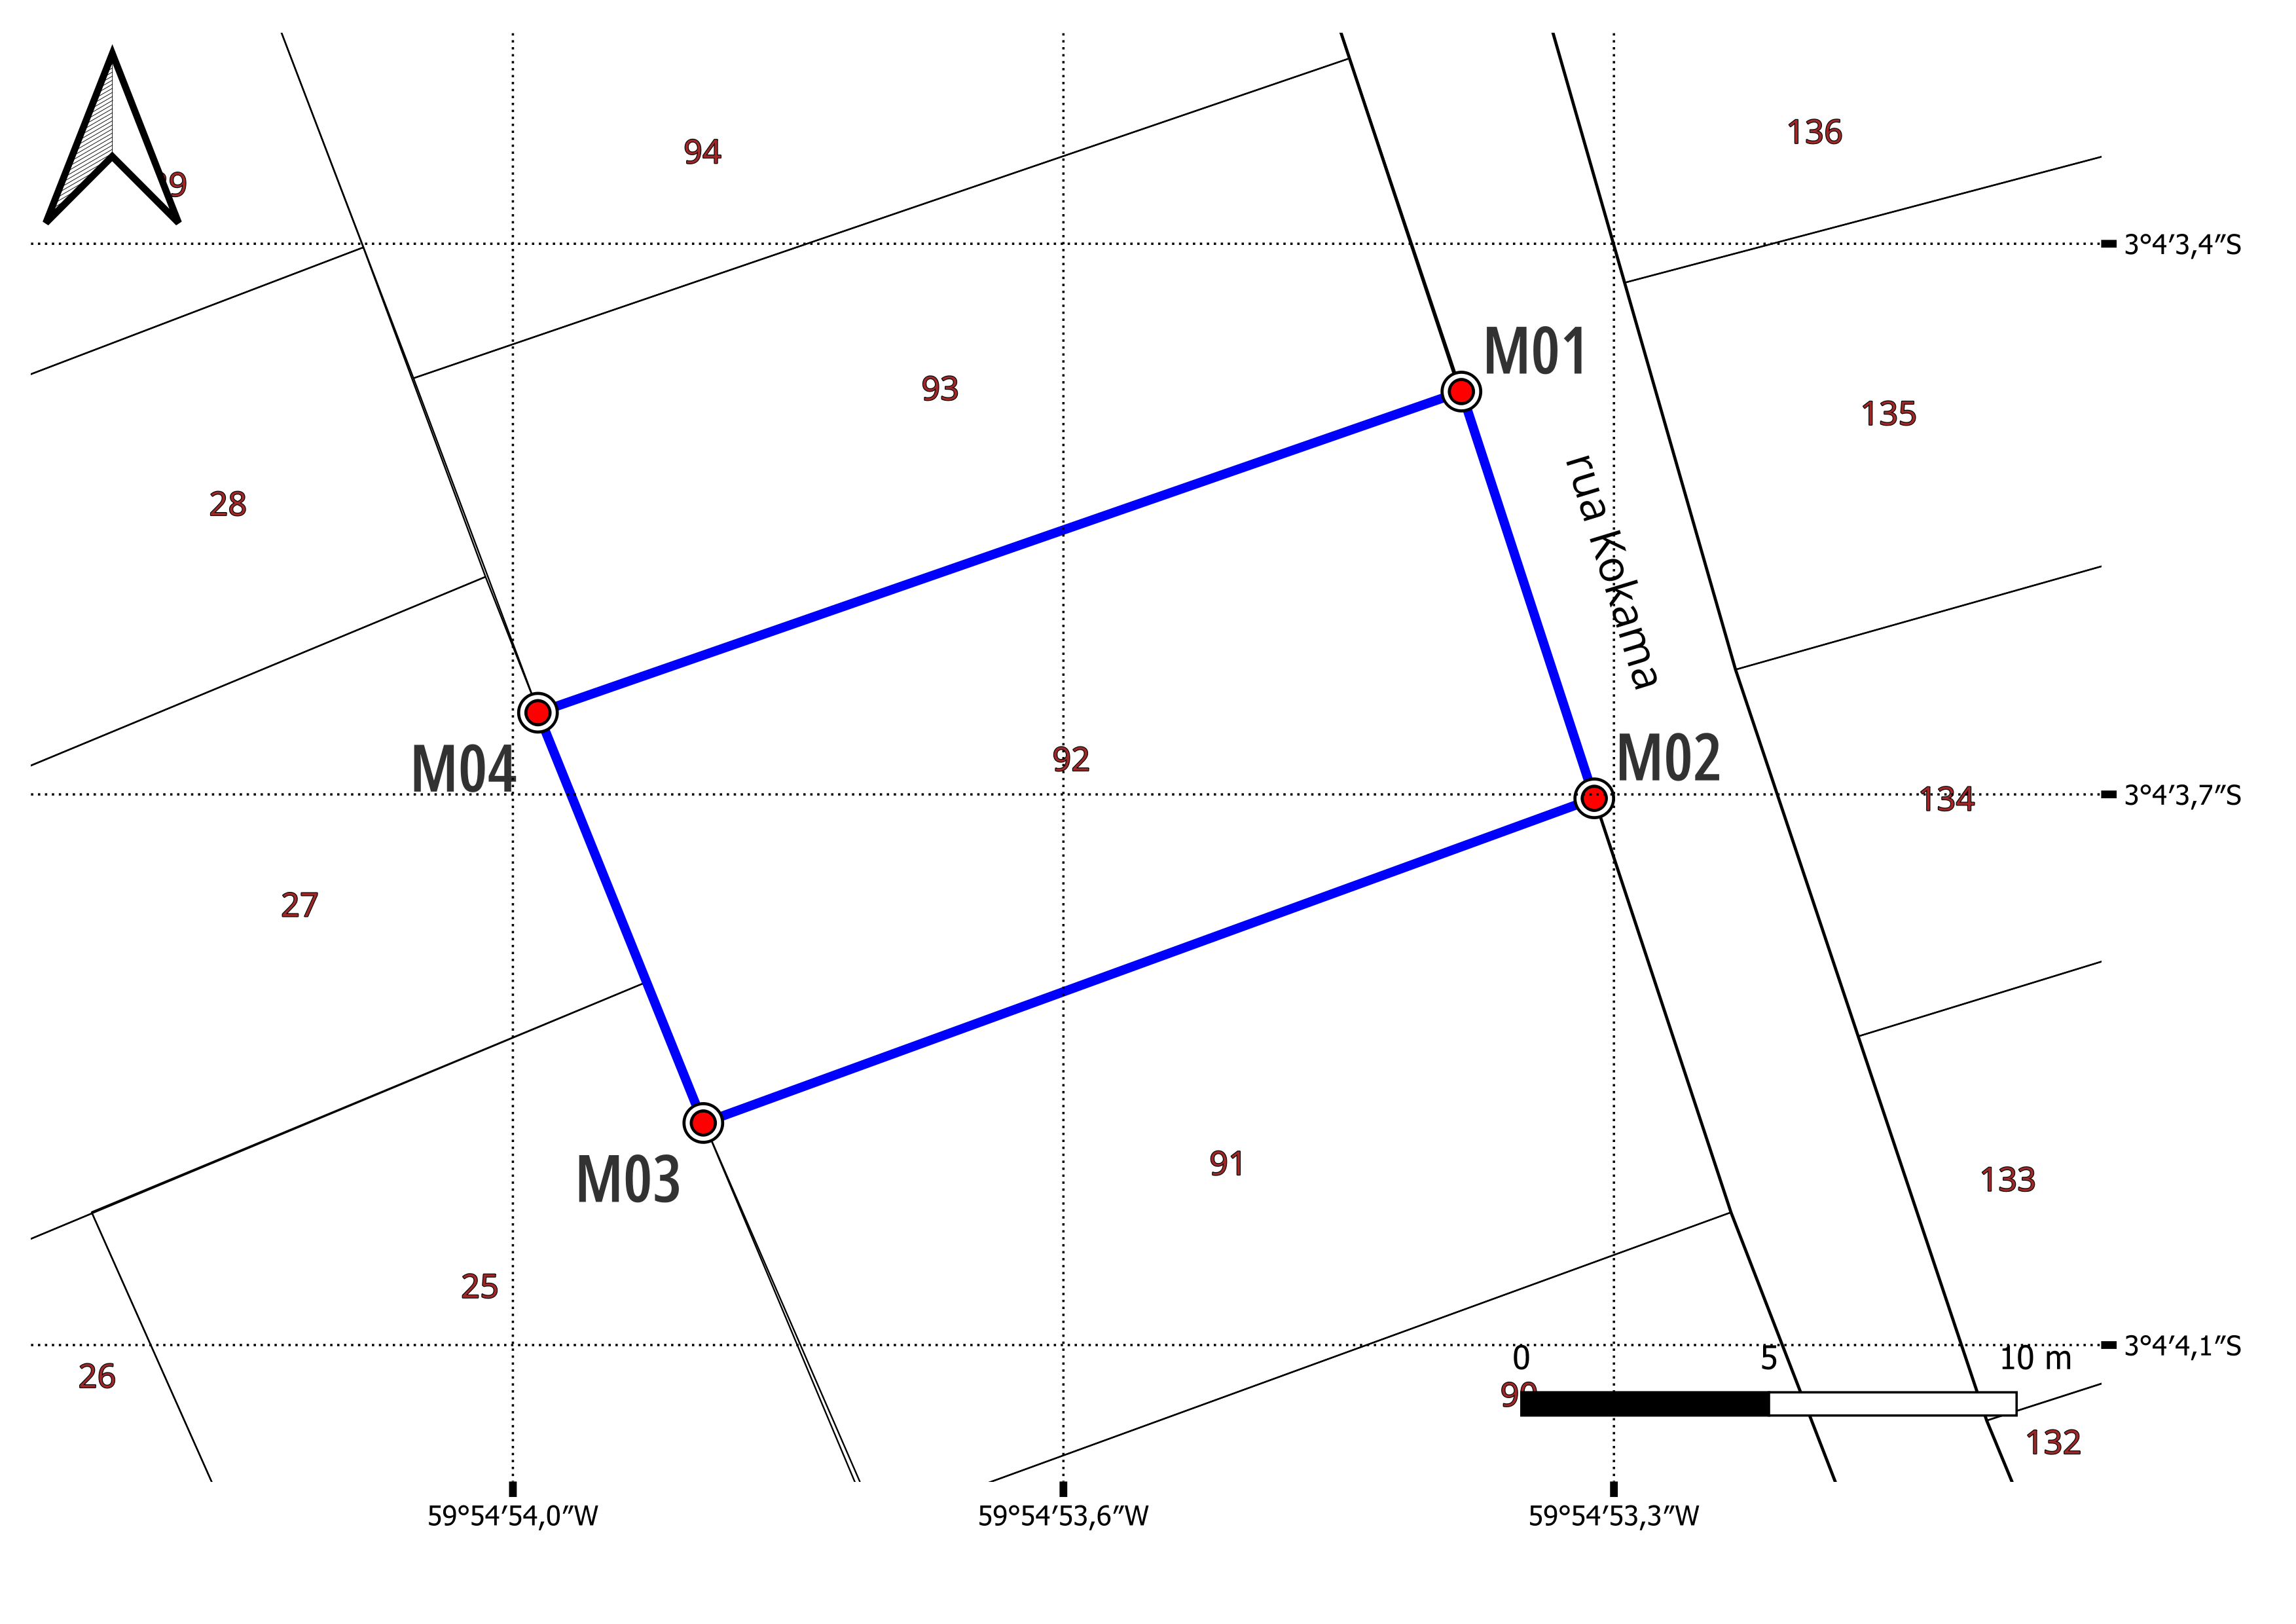 94
136
9
3°4′3,4″S
M01
93
135
28
rua Kokama
M02
92
M04
3°4′3,7″S
134
27
M03
91
133
25
3°4′4,1″S
0 5 10 m
26
90
132
59°54′54,0″W 59°54′53,6″W 59°54′53,3″W